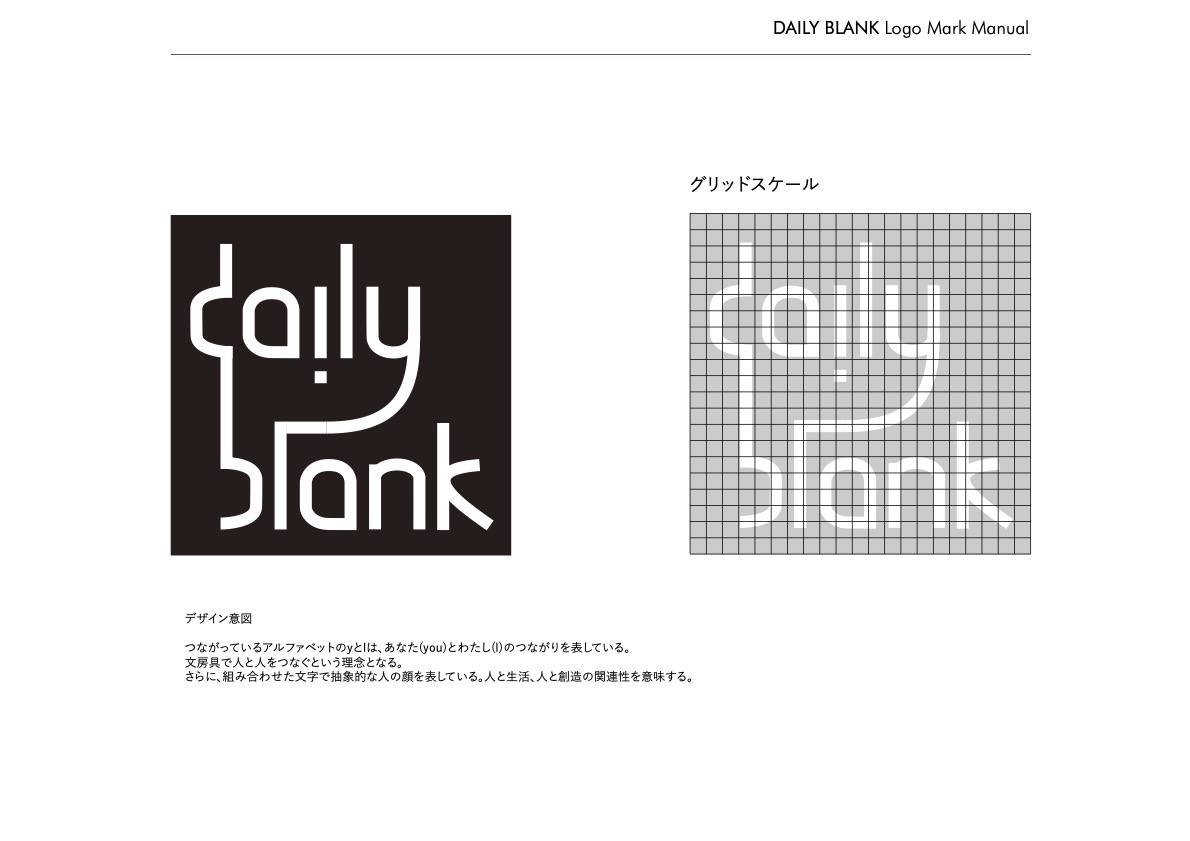 DAILY BLANK Logo Mark Manual
グリッドスケール
daily
blank
daily
blank
デザイン意図
つながっているアルファベットのyとlは、あなた(you)とわたし(I)のつながりを表している。
文房具で人と人をつなぐという理念となる。
さらに、組み合わせた文字で抽象的な人の顔を表している。人と生活、人と創造の関連性を意味する。